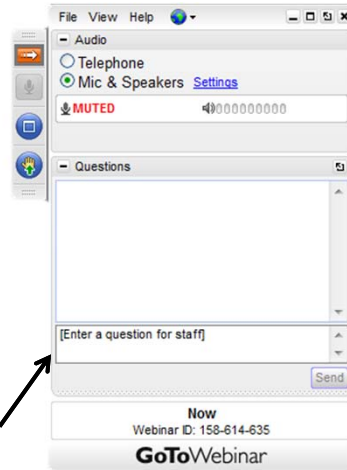 File View Help
Audio
Telephone
Mic & Speakers Settings
MUTED
Questions
[Enter a question for staff]
Send
Now
Webinar ID: 158-614-635
GoToWebinar